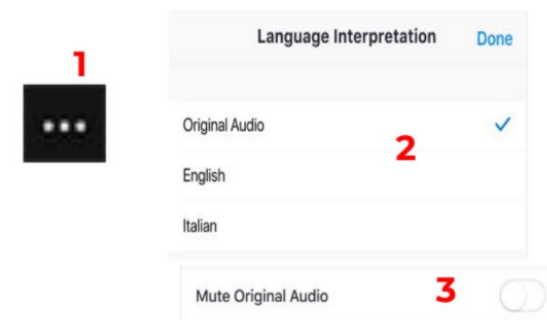 1
Language Interpretation Done
Original Audio
2
English
Italian
Mute Original Audio 3